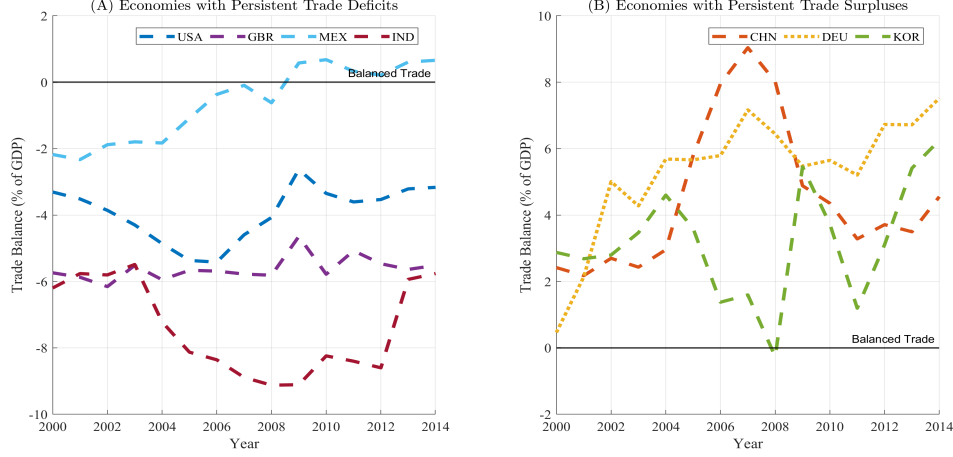 (A) Economies with Persistent Trade Deficits
USA GBR MEX IND
Balanced Trade
Trade Balance (% of GDP)
2
0
-2
-4
-6
-8
-10
2000 2002 2004 2006 2008 2010 2012 2014
Year
(B) Economies with Persistent Trade Surpluses
CHN DEU KOR
Balanced Trade
Trade Balance (% of GDP)
10
8
6
4
2
0
-2
2000 2002 2004 2006 2008 2010 2012 2014
Year